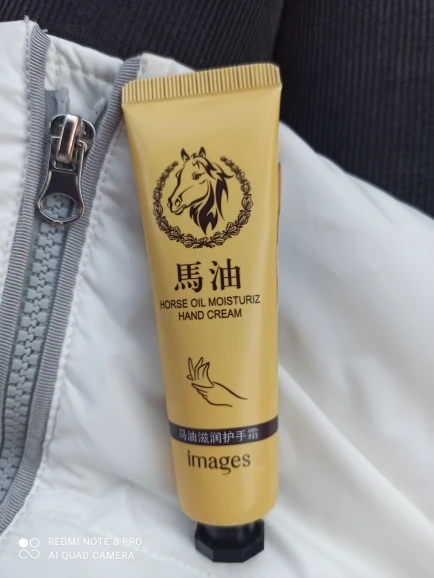 馬油
HORSE OIL MOISTURIZ
HAND CREAM
马油滋润护手霜
images
REDMI NOTE 8 PRO
AI QUAD CAMERA